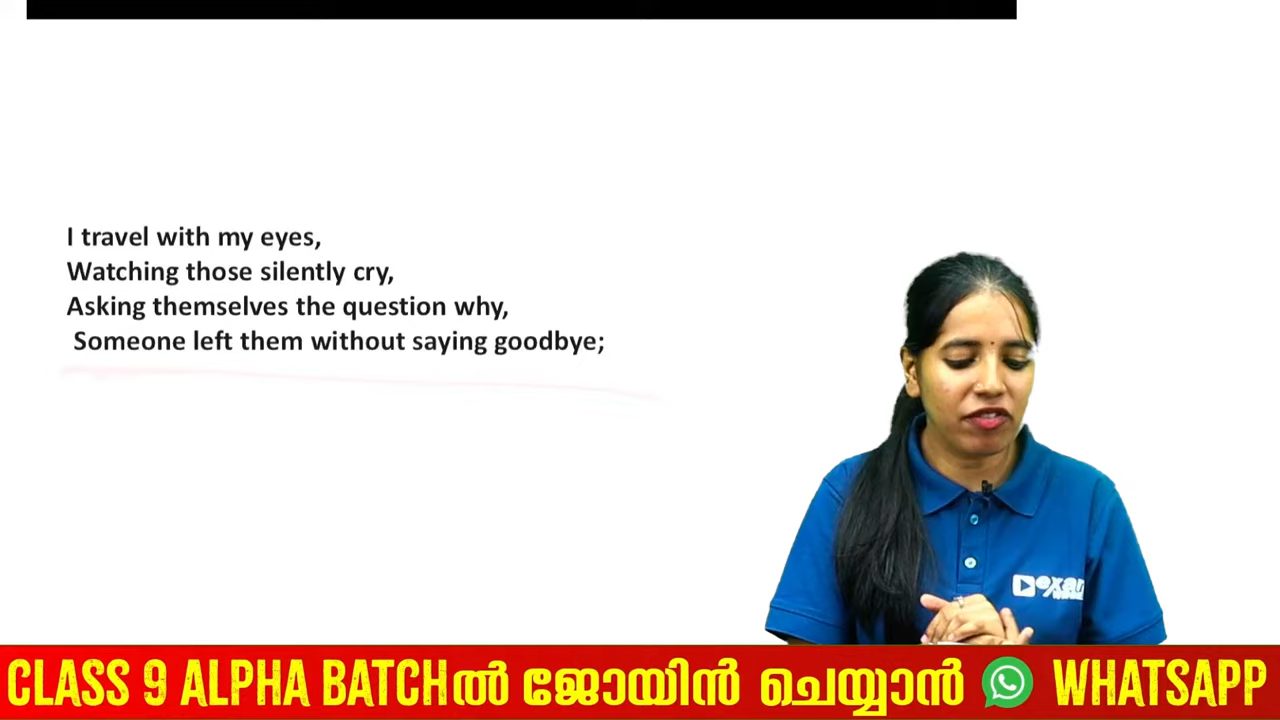 I travel with my eyes,
Watching those silently cry,
Asking themselves the question why,
Someone left them without saying goodbye;
exam
CLASS 9 ALPHA BATCHൽ ജോയിൻ ചെയ്യാൻ WHATSAPP